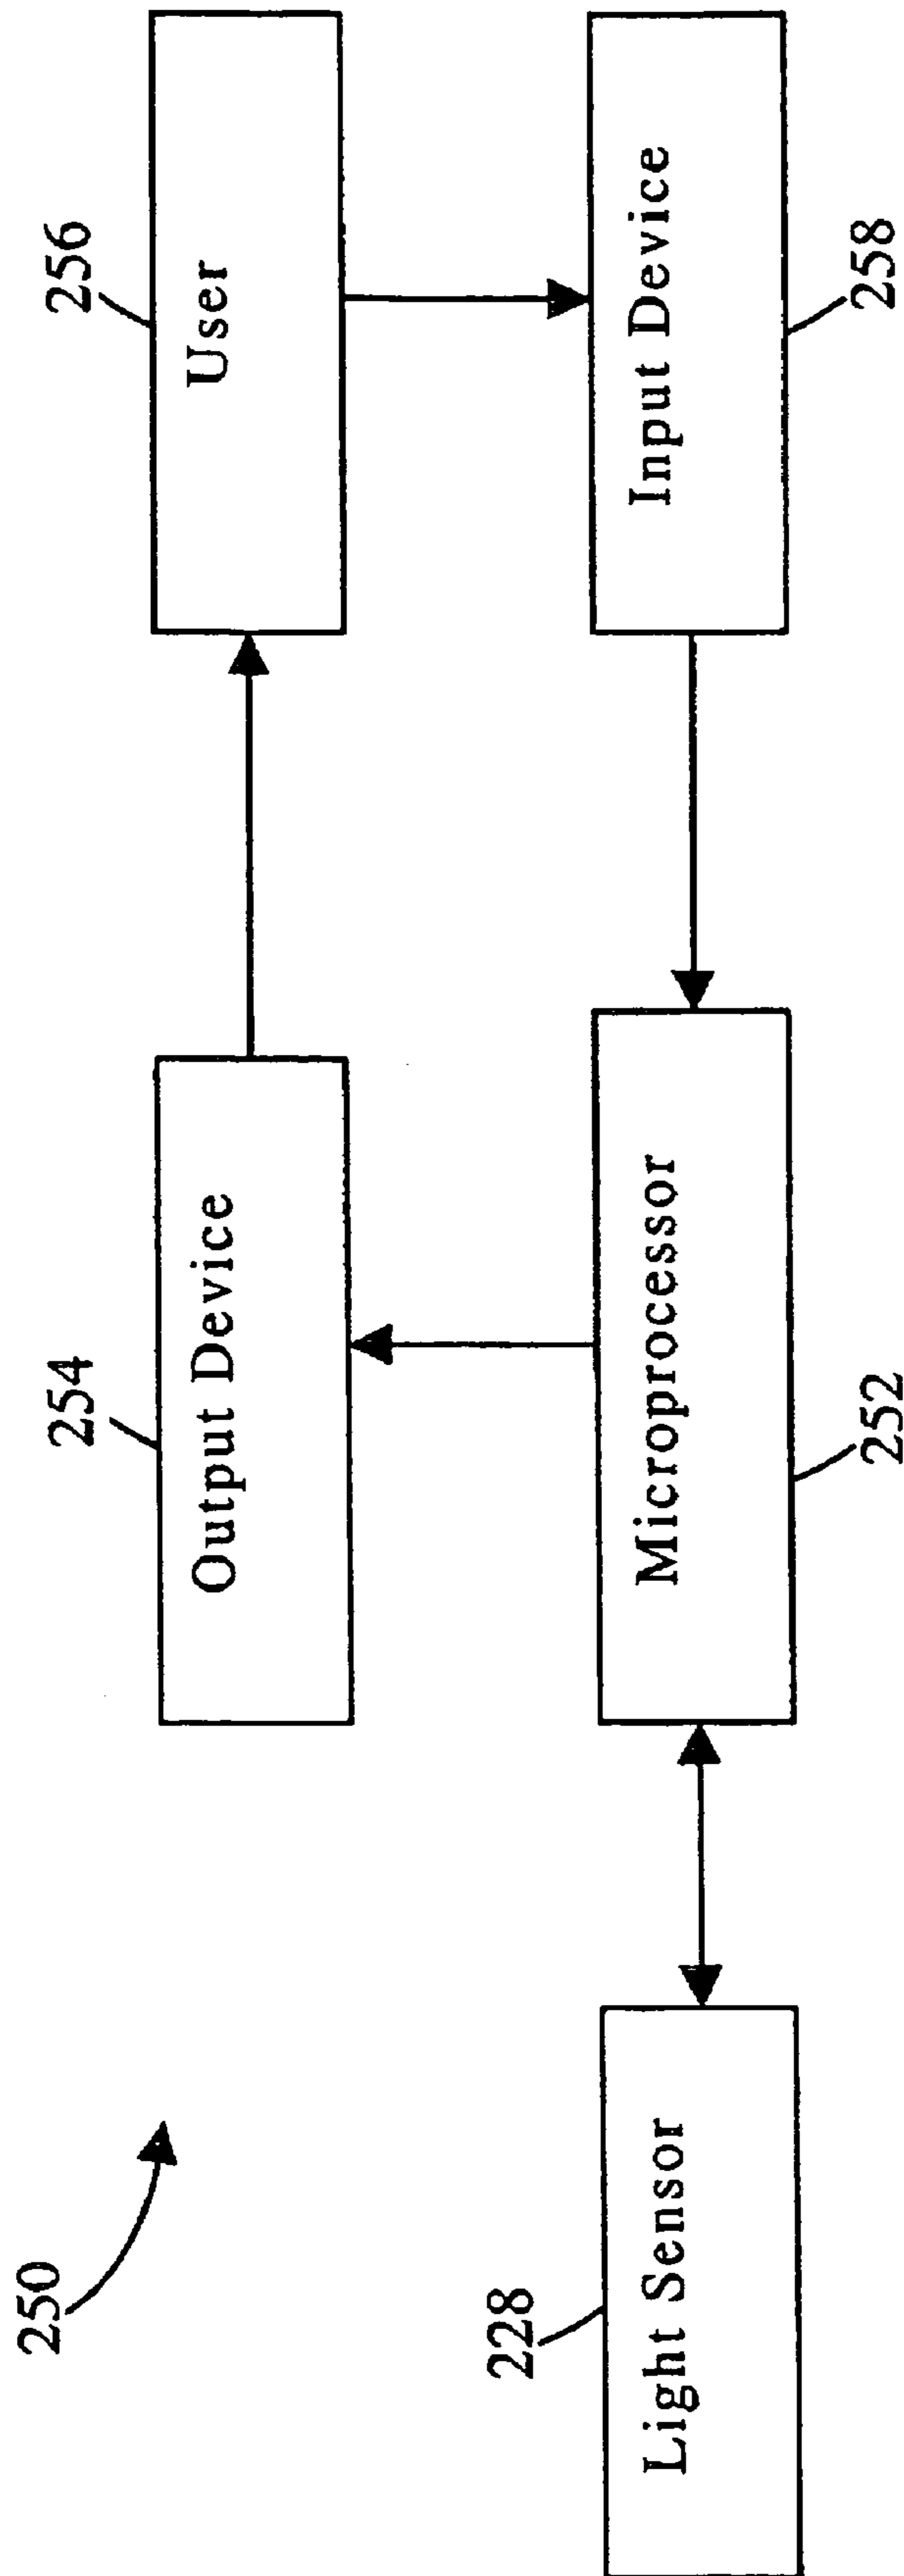 250
254
256
Output Device
User
228
Light Sensor
Microprocessor
Input Device
252
258